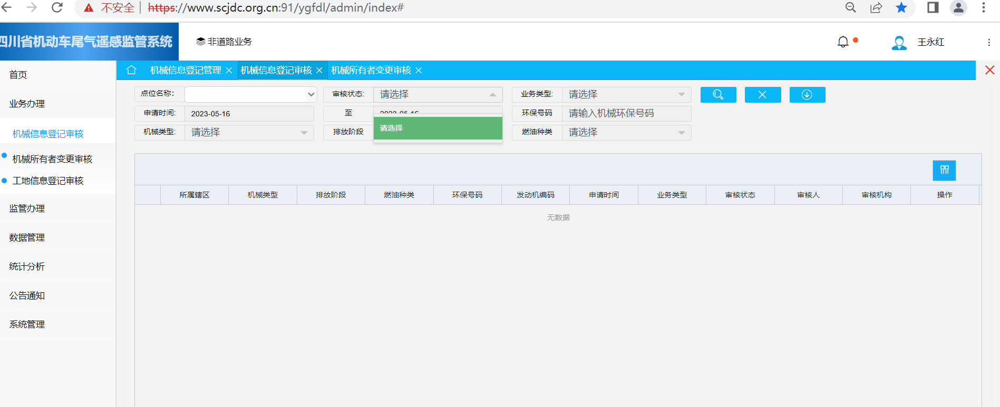 不安全 https://www.scjdc.org.cn:91/ygfdl/admin/index#
四川省机动车尾气遥感监管系统 非道路业务 王永红
首页
业务办理
机械信息登记审核
机械所有者变更审核
工地信息登记审核
监管办理
数据管理
统计分析
公告通知
系统管理
机械信息登记管理 机械信息登记审核 机械所有者变更审核
点位名称: 审核状态: 请选择 业务类型: 请选择
申请时间: 2023-05-16 至 2023-05-16 环保号码 请输入机械环保号码
请选择
机械类型: 请选择 排放阶段 燃油种类 请选择
所属辖区 机械类型 排放阶段 燃油种类 环保号码 发动机编码 申请时间 业务类型 审核状态 审核人 审核机构 操作
无数据